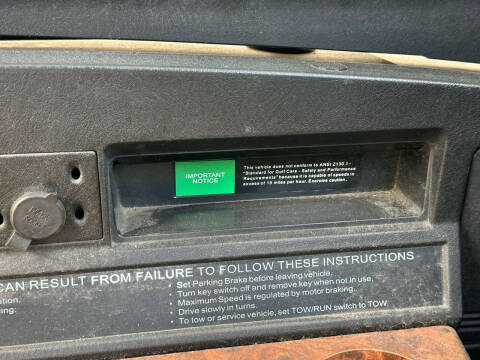 IMPORTANT
NOTICE
This vehicle does not conform to ANSI Z130.1 -
"Standard for Golf Cars - Safety and Performance
Requirements" because it is capable of speeds in
excess of 15 miles per hour. Exercise caution.
CAN RESULT FROM FAILURE TO FOLLOW THESE INSTRUCTIONS
• Set Parking Brake before leaving vehicle.
• Turn key switch off and remove key when not in use.
• Maximum Speed is regulated by motor braking.
• Drive slowly in turns.
• To tow or service vehicle, set TOW/RUN switch to TOW